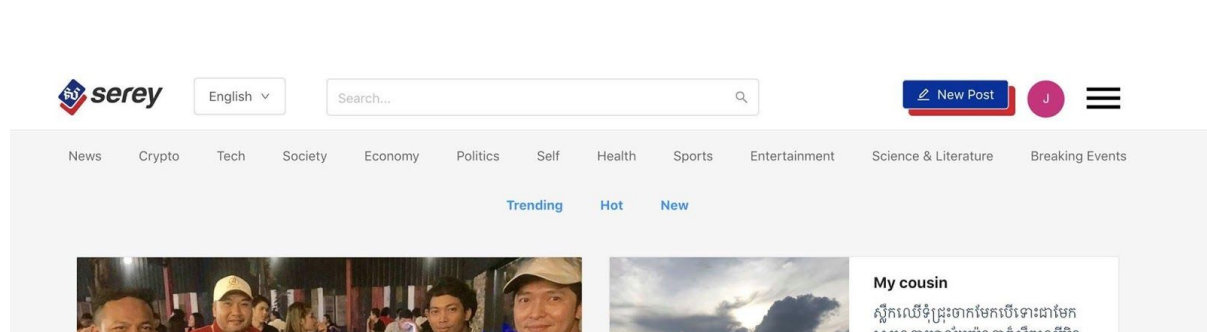 serey
English
Search...
New Post
J
News Crypto Tech Society Economy Politics Self Health Sports Entertainment Science & Literature Breaking Events
Trending Hot New
My cousin
ស្លឹកឈើទុំជ្រុះចាកមែកបើទោះជាមែក